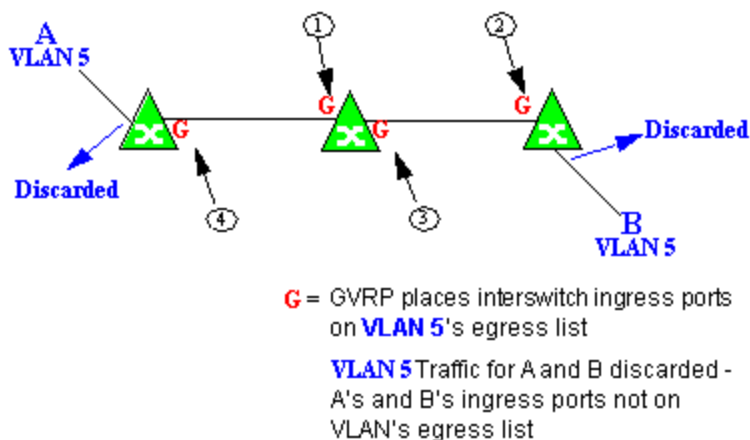 A
VLAN 5
1
2
G
G
Discarded
G
G
Discarded
4
3
B
VLAN 5
G = GVRP places interswitch ingress ports
on VLAN 5's egress list
VLAN 5 Traffic for A and B discarded -
A's and B's ingress ports not on
VLAN's egress list